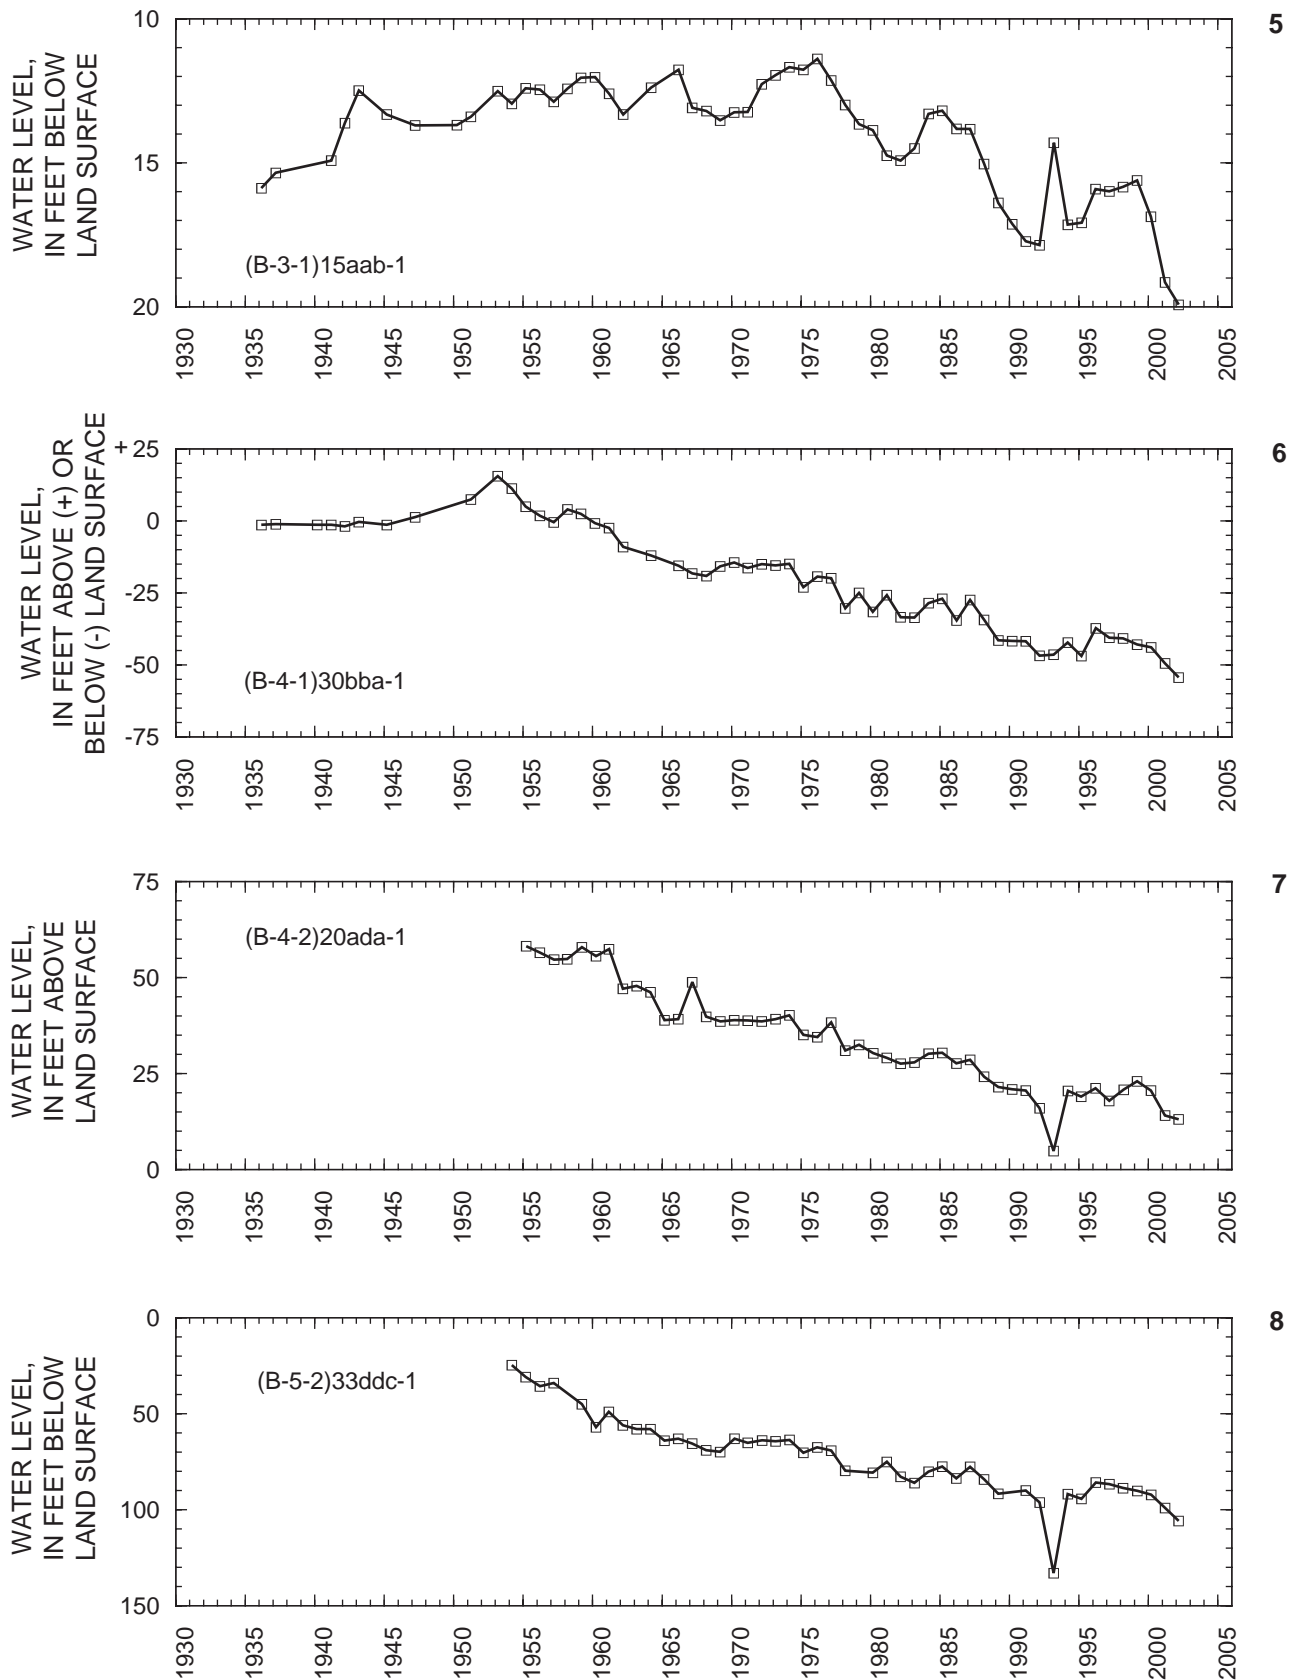 5
WATER LEVEL,
IN FEET BELOW
LAND SURFACE
10
15
20
(B-3-1)15aab-1
1930 1935 1940 1945 1950 1955 1960 1965 1970 1975 1980 1985 1990 1995 2000 2005
6
WATER LEVEL,
IN FEET ABOVE (+) OR
BELOW (-) LAND SURFACE
+25
0
-25
-50
-75
(B-4-1)30bba-1
1930 1935 1940 1945 1950 1955 1960 1965 1970 1975 1980 1985 1990 1995 2000 2005
7
WATER LEVEL,
IN FEET ABOVE
LAND SURFACE
75
50
25
0
(B-4-2)20ada-1
1930 1935 1940 1945 1950 1955 1960 1965 1970 1975 1980 1985 1990 1995 2000 2005
8
WATER LEVEL,
IN FEET BELOW
LAND SURFACE
0
50
100
150
(B-5-2)33ddc-1
1930 1935 1940 1945 1950 1955 1960 1965 1970 1975 1980 1985 1990 1995 2000 2005